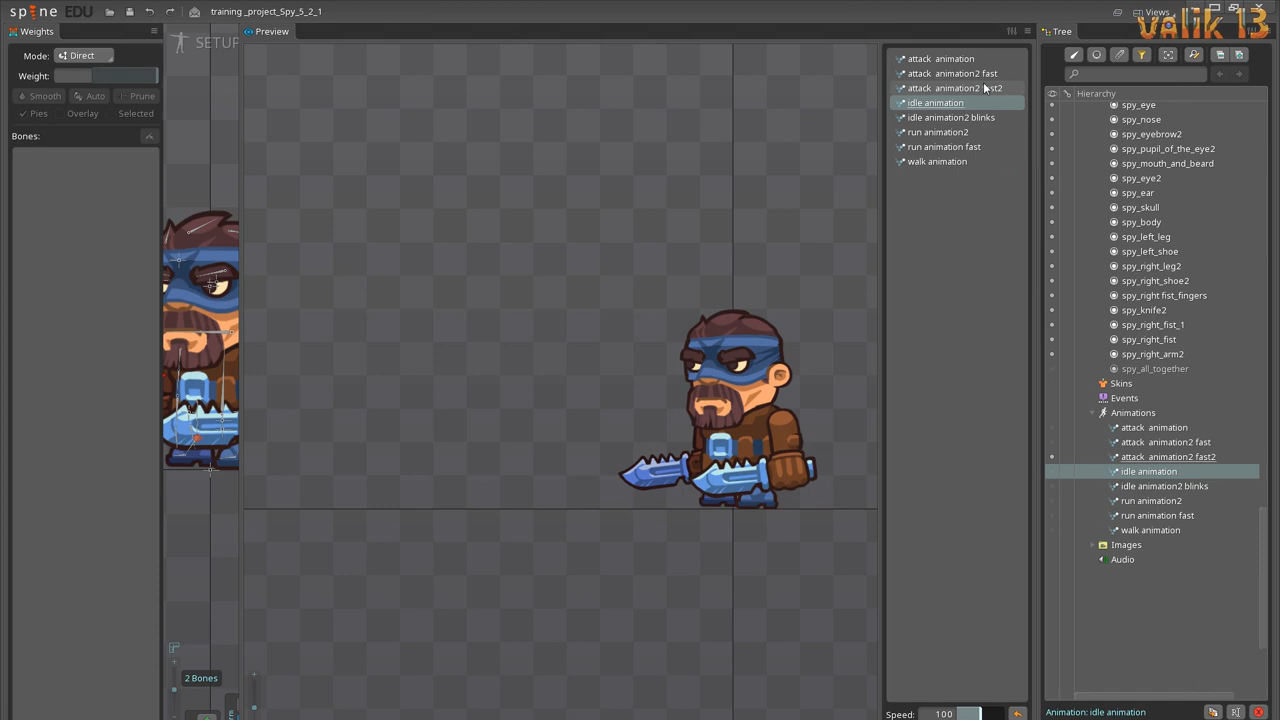 spine EDU
training _project_Spy_5_2_1
Views
valik 13
Weights
Mode:
Direct
Weight:
Smooth
Auto
Prune
Pies
Overlay
Selected
Bones:
SETUP
2 Bones
Preview
attack animation
attack animation2 fast
attack animation2 fast2
idle animation
idle animation2 blinks
run animation2
run animation fast
walk animation
Speed:
100
Tree
Hierarchy
spy_eye
spy_nose
spy_eyebrow2
spy_pupil_of_the_eye2
spy_mouth_and_beard
spy_eye2
spy_ear
spy_skull
spy_body
spy_left_leg
spy_left_shoe
spy_right_leg2
spy_right_shoe2
spy_right fist_fingers
spy_knife2
spy_right_fist_1
spy_right_fist
spy_right_arm2
spy_all_together
Skins
Events
Animations
attack animation
attack animation2 fast
attack animation2 fast2
idle animation
idle animation2 blinks
run animation2
run animation fast
walk animation
Images
Audio
Animation: idle animation